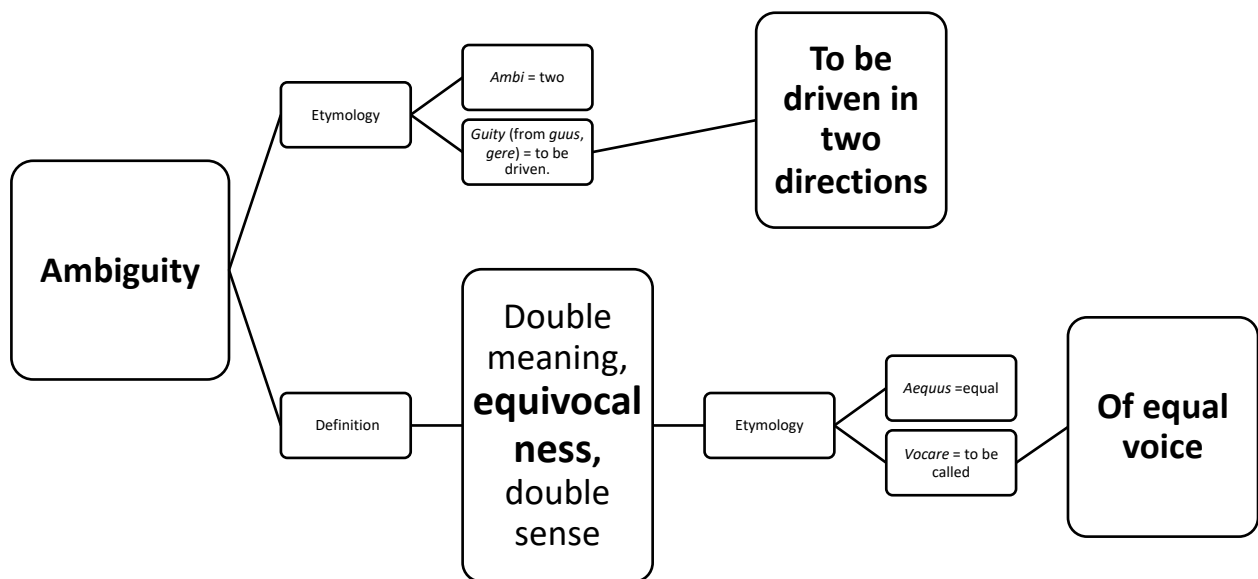 Ambiguity
Etymology
Ambi = two
Guity (from guus,
gere) = to be
driven.
To be
driven in
two
directions
Definition
Double
meaning,
equivocal
ness,
double
sense
Etymology
Aequus =equal
Vocare = to be
called
Of equal
voice